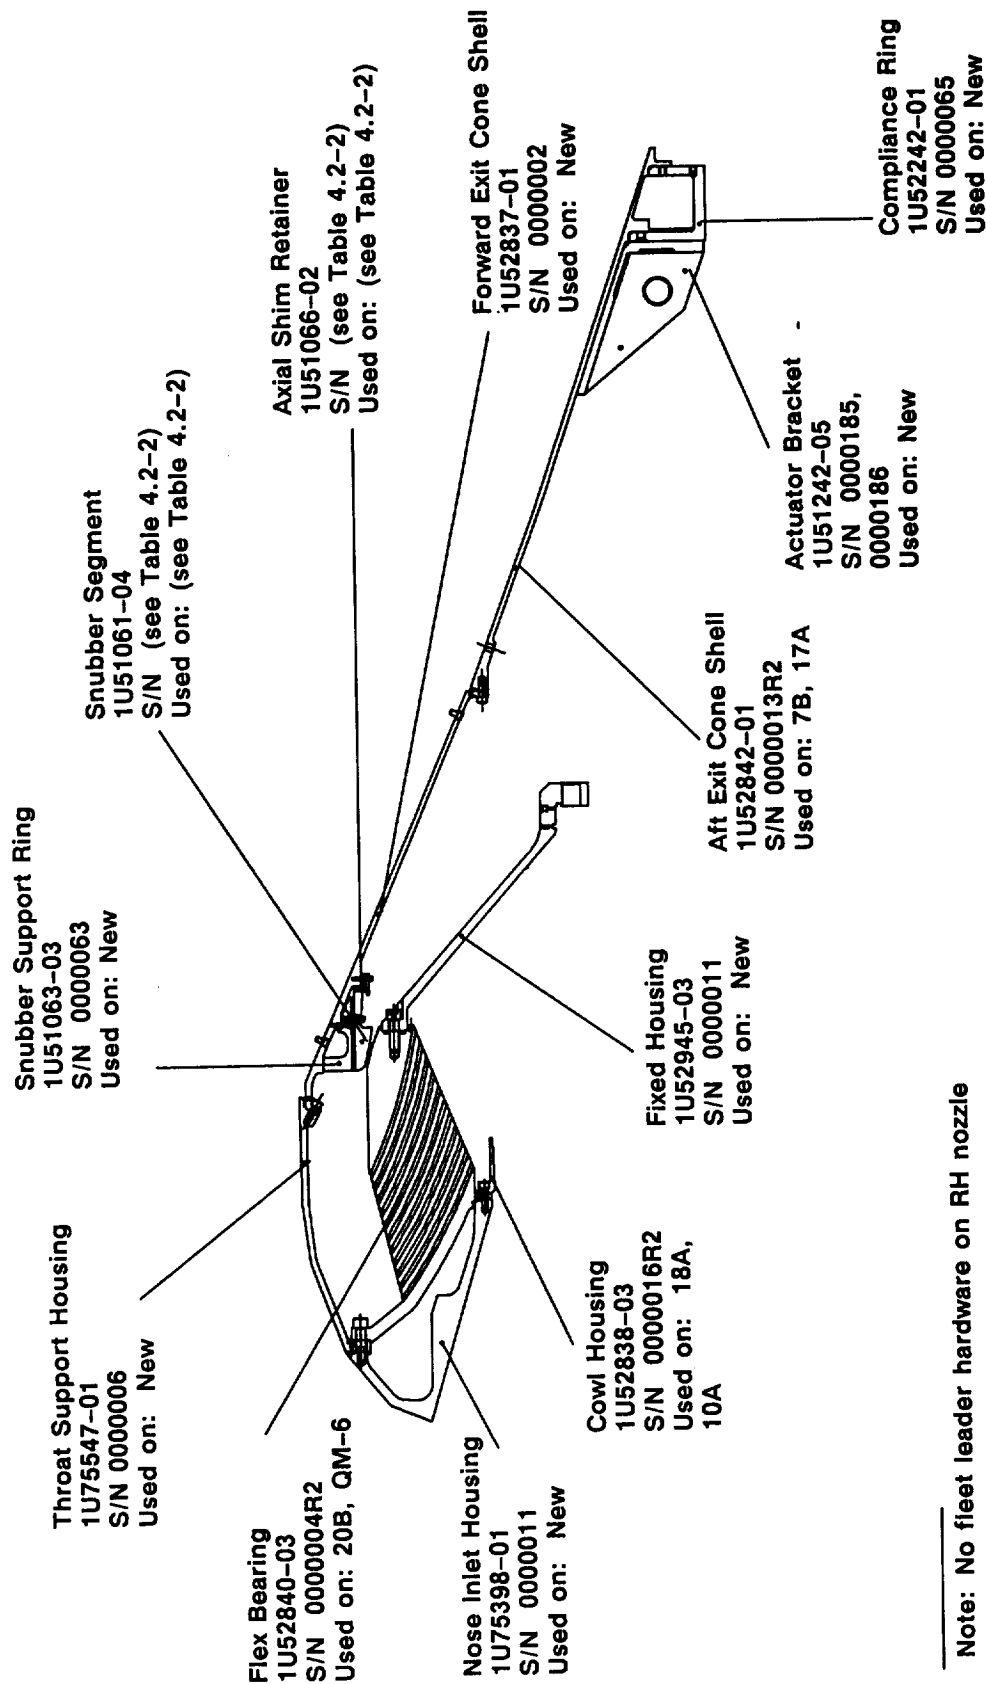 Throat Support Housing
1U75547-01
S/N 0000006
Used on: New
Snubber Support Ring
1U51063-03
S/N 0000063
Used on: New
Snubber Segment
1U51061-04
S/N (see Table 4.2-2)
Used on: (see Table 4.2-2)
Axial Shim Retainer
1U51066-02
S/N (see Table 4.2-2)
Used on: (see Table 4.2-2)
Forward Exit Cone Shell
1U52837-01
S/N 0000002
Used on: New
Flex Bearing
1U52840-03
S/N 0000004R2
Used on: 20B, QM-6
Nose Inlet Housing
1U75398-01
S/N 0000011
Used on: New
Cowl Housing
1U52838-03
S/N 0000016R2
Used on: 18A,
10A
Fixed Housing
1U52945-03
S/N 0000011
Used on: New
Aft Exit Cone Shell
1U52842-01
S/N 0000013R2
Used on: 7B, 17A
Actuator Bracket
1U51242-05
S/N 0000185,
0000186
Used on: New
Compliance Ring
1U52242-01
S/N 0000065
Used on: New
Note: No fleet leader hardware on RH nozzle